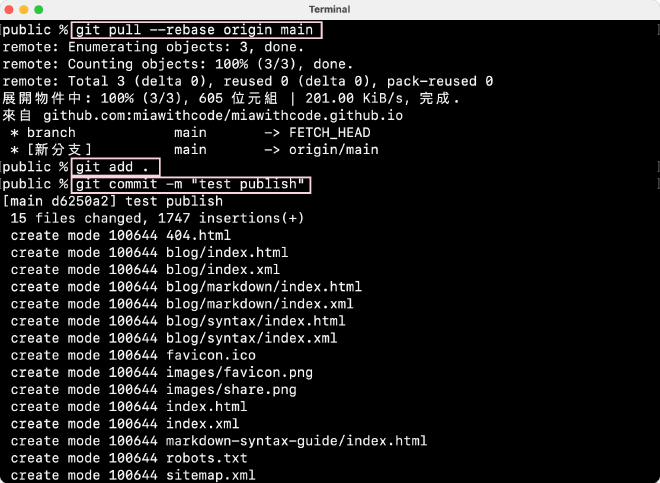 Terminal
[public % git pull --rebase origin main
remote: Enumerating objects: 3, done.
remote: Counting objects: 100% (3/3), done.
remote: Total 3 (delta 0), reused 0 (delta 0), pack-reused 0
展開物件中: 100% (3/3), 605 位元組 | 201.00 KiB/s, 完成.
來自 github.com:miawithcode/miawithcode.github.io
 * branch            main       -> FETCH_HEAD
 * [新分支]          main       -> origin/main
[public % git add .
[public % git commit -m "test publish"
[main d6250a2] test publish
 15 files changed, 1747 insertions(+)
 create mode 100644 404.html
 create mode 100644 blog/index.html
 create mode 100644 blog/index.xml
 create mode 100644 blog/markdown/index.html
 create mode 100644 blog/markdown/index.xml
 create mode 100644 blog/syntax/index.html
 create mode 100644 blog/syntax/index.xml
 create mode 100644 favicon.ico
 create mode 100644 images/favicon.png
 create mode 100644 images/share.png
 create mode 100644 index.html
 create mode 100644 index.xml
 create mode 100644 markdown-syntax-guide/index.html
 create mode 100644 robots.txt
 create mode 100644 sitemap.xml